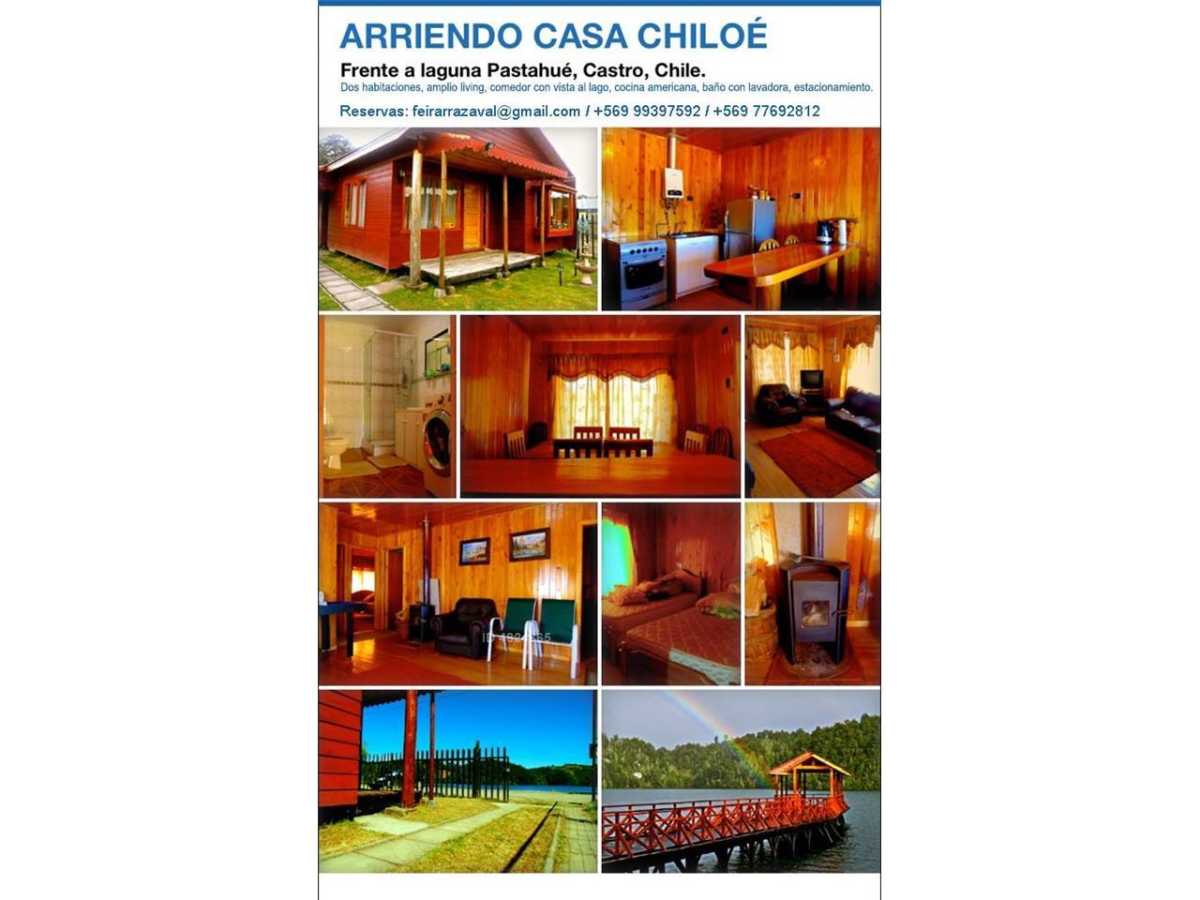 ARRIENDO CASA CHILOÉ
Frente a laguna Pastahué, Castro, Chile.
Dos habitaciones, amplio living, comedor con vista al lago, cocina americana, baño con lavadora, estacionamiento.
Reservas: feirarrazaval@gmail.com / +569 99397592 / +569 77692812